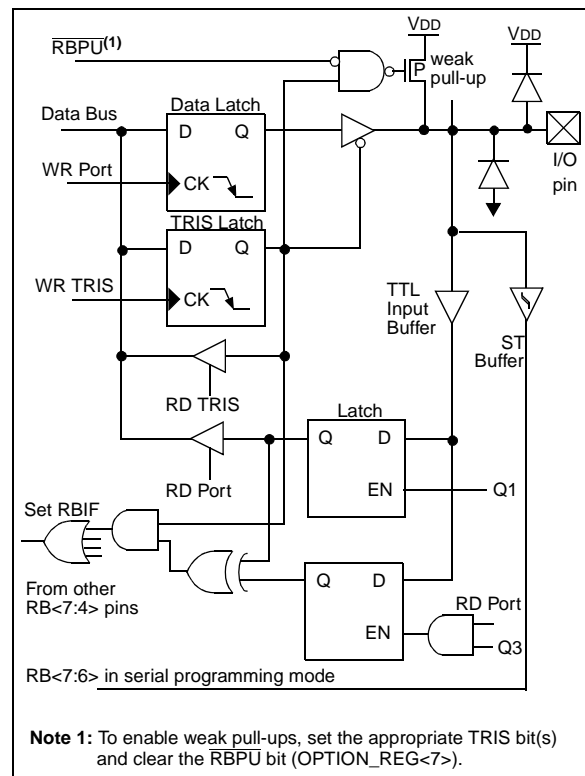 VDD
RBPU(1)
VDD
weak
pull-up
P
Data Latch
Data Bus
D Q
I/O
pin
WR Port
CK
TRIS Latch
D Q
WR TRIS
CK
TTL
Input
Buffer
ST
Buffer
RD TRIS
Latch
Q D
RD Port
EN
Q1
Set RBIF
From other
RB<7:4> pins
Q D
RD Port
EN
Q3
RB<7:6> in serial programming mode
Note 1: To enable weak pull-ups, set the appropriate TRIS bit(s)
and clear the RBPU bit (OPTION_REG<7>).